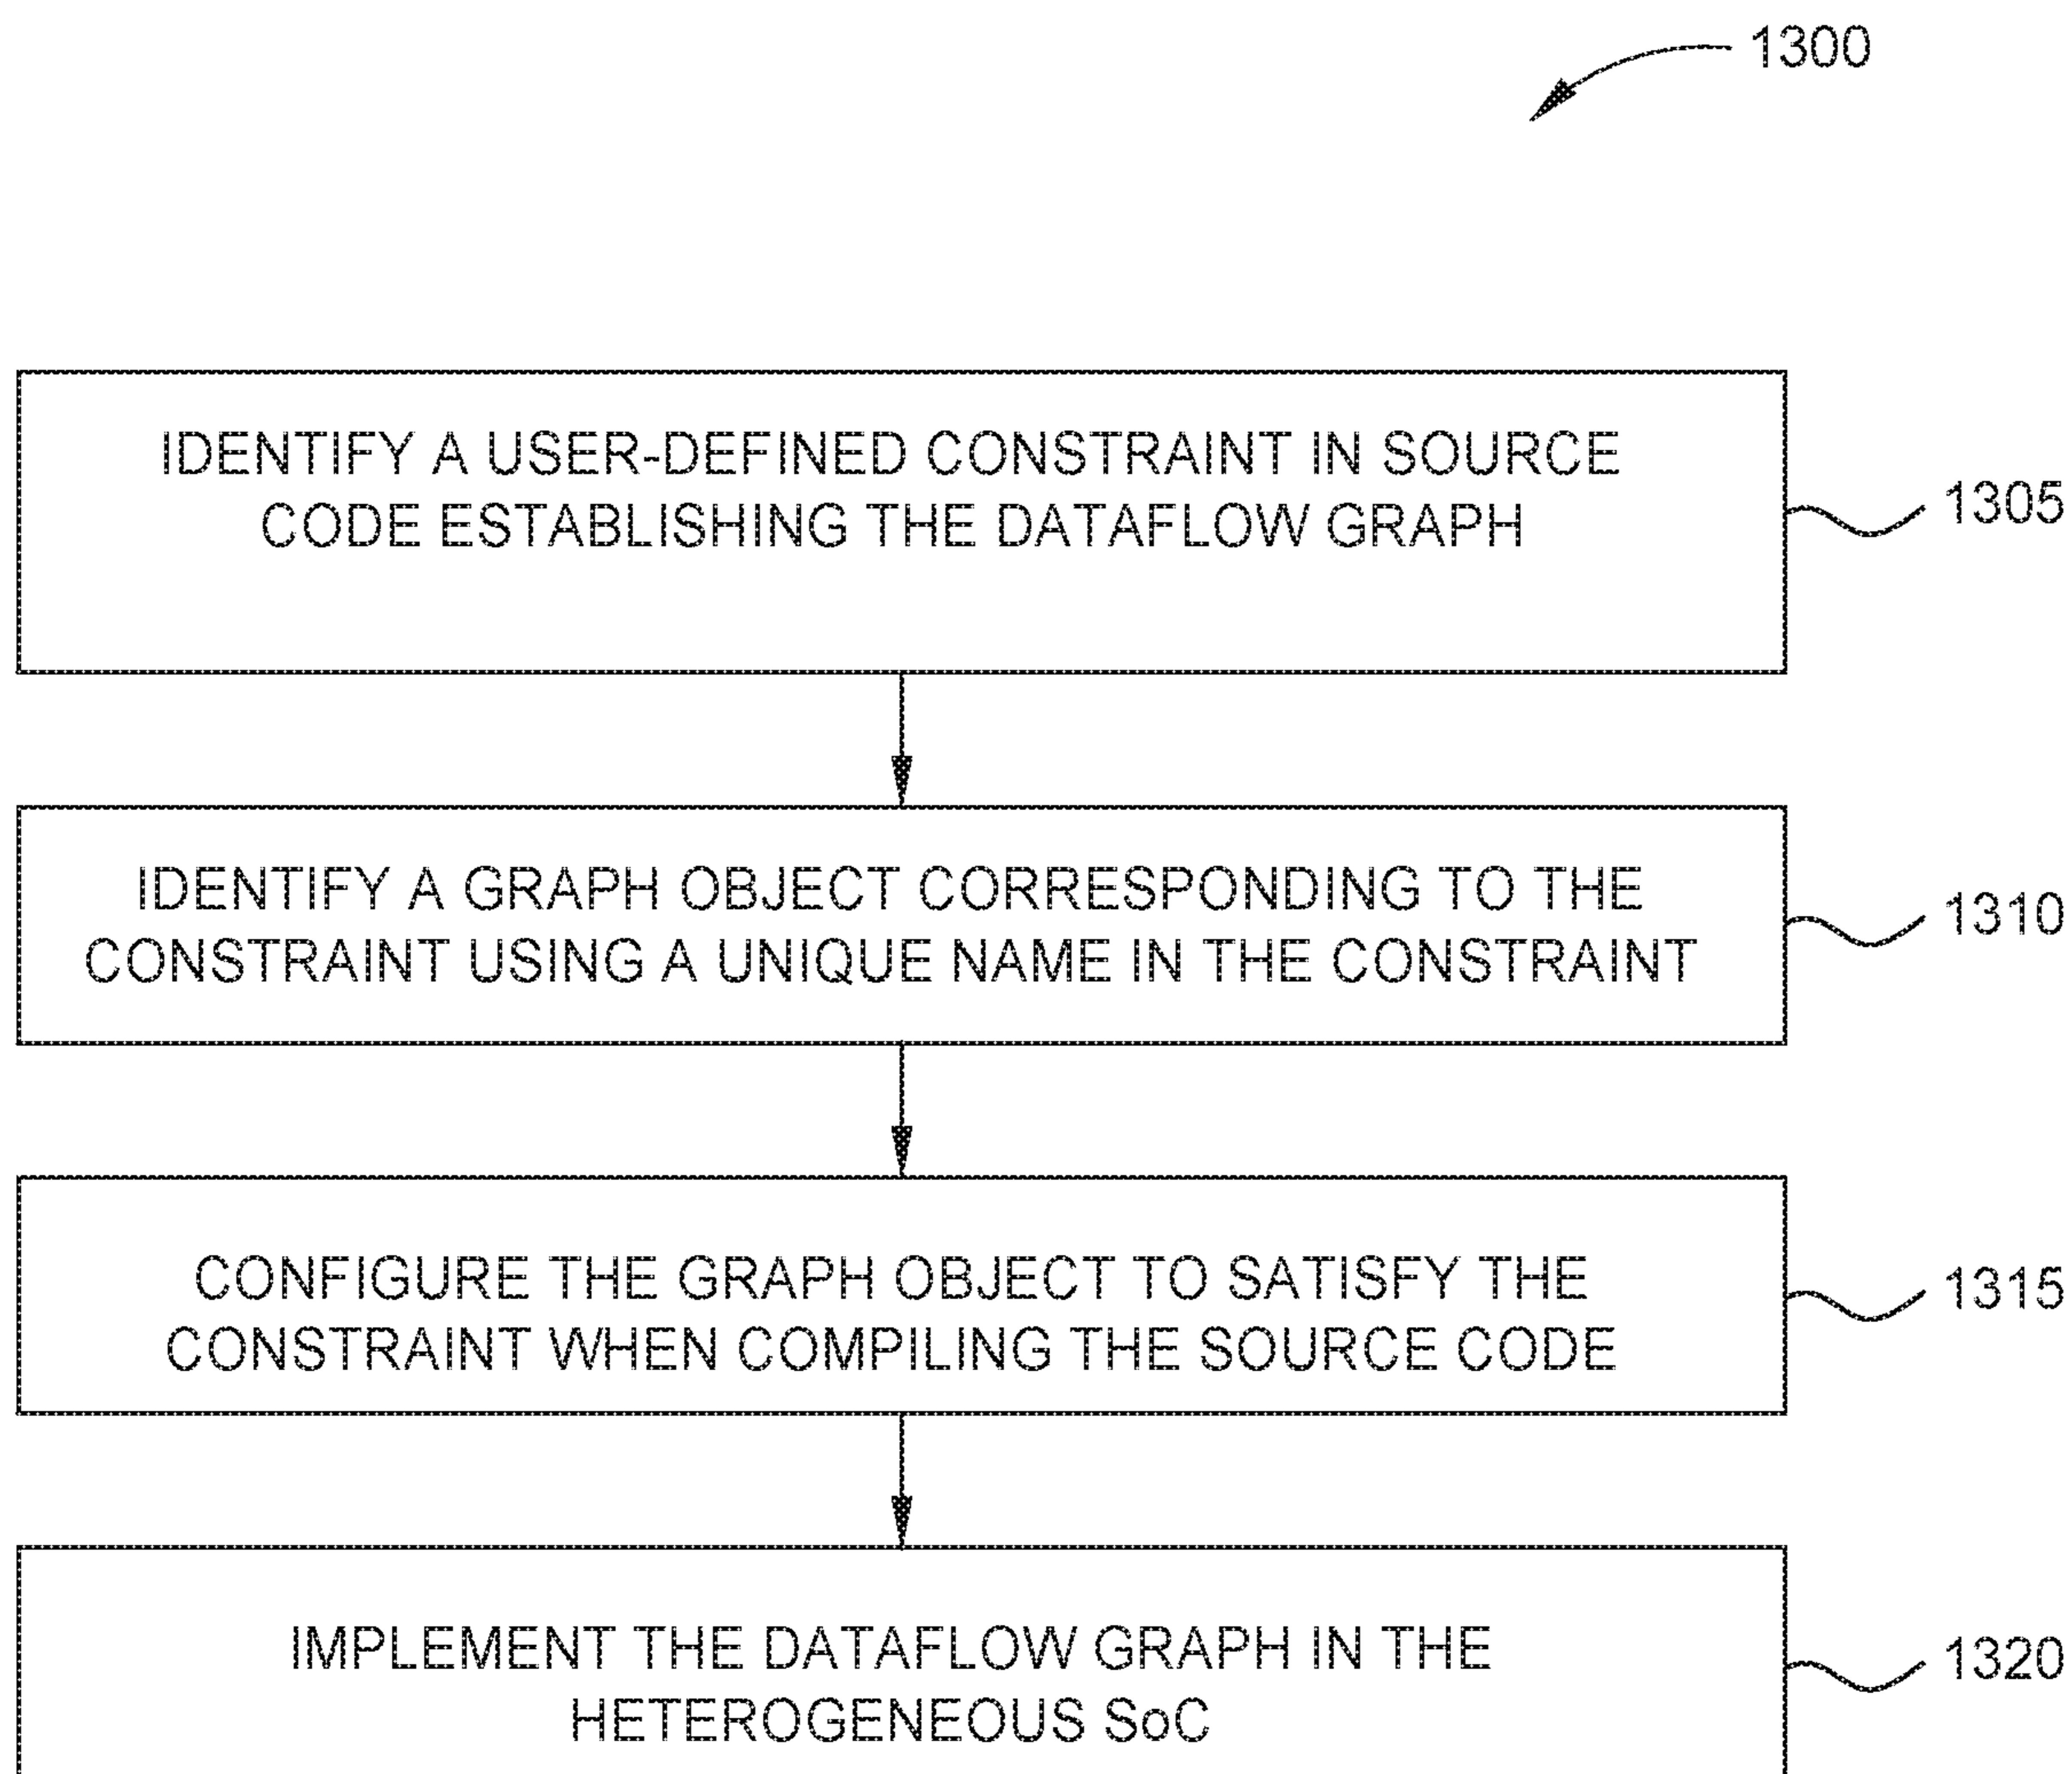 1300
IDENTIFY A USER-DEFINED CONSTRAINT IN SOURCE
CODE ESTABLISHING THE DATAFLOW GRAPH
1305
IDENTIFY A GRAPH OBJECT CORRESPONDING TO THE
CONSTRAINT USING A UNIQUE NAME IN THE CONSTRAINT
1310
CONFIGURE THE GRAPH OBJECT TO SATISFY THE
CONSTRAINT WHEN COMPILING THE SOURCE CODE
1315
IMPLEMENT THE DATAFLOW GRAPH IN THE
HETEROGENEOUS SoC
1320